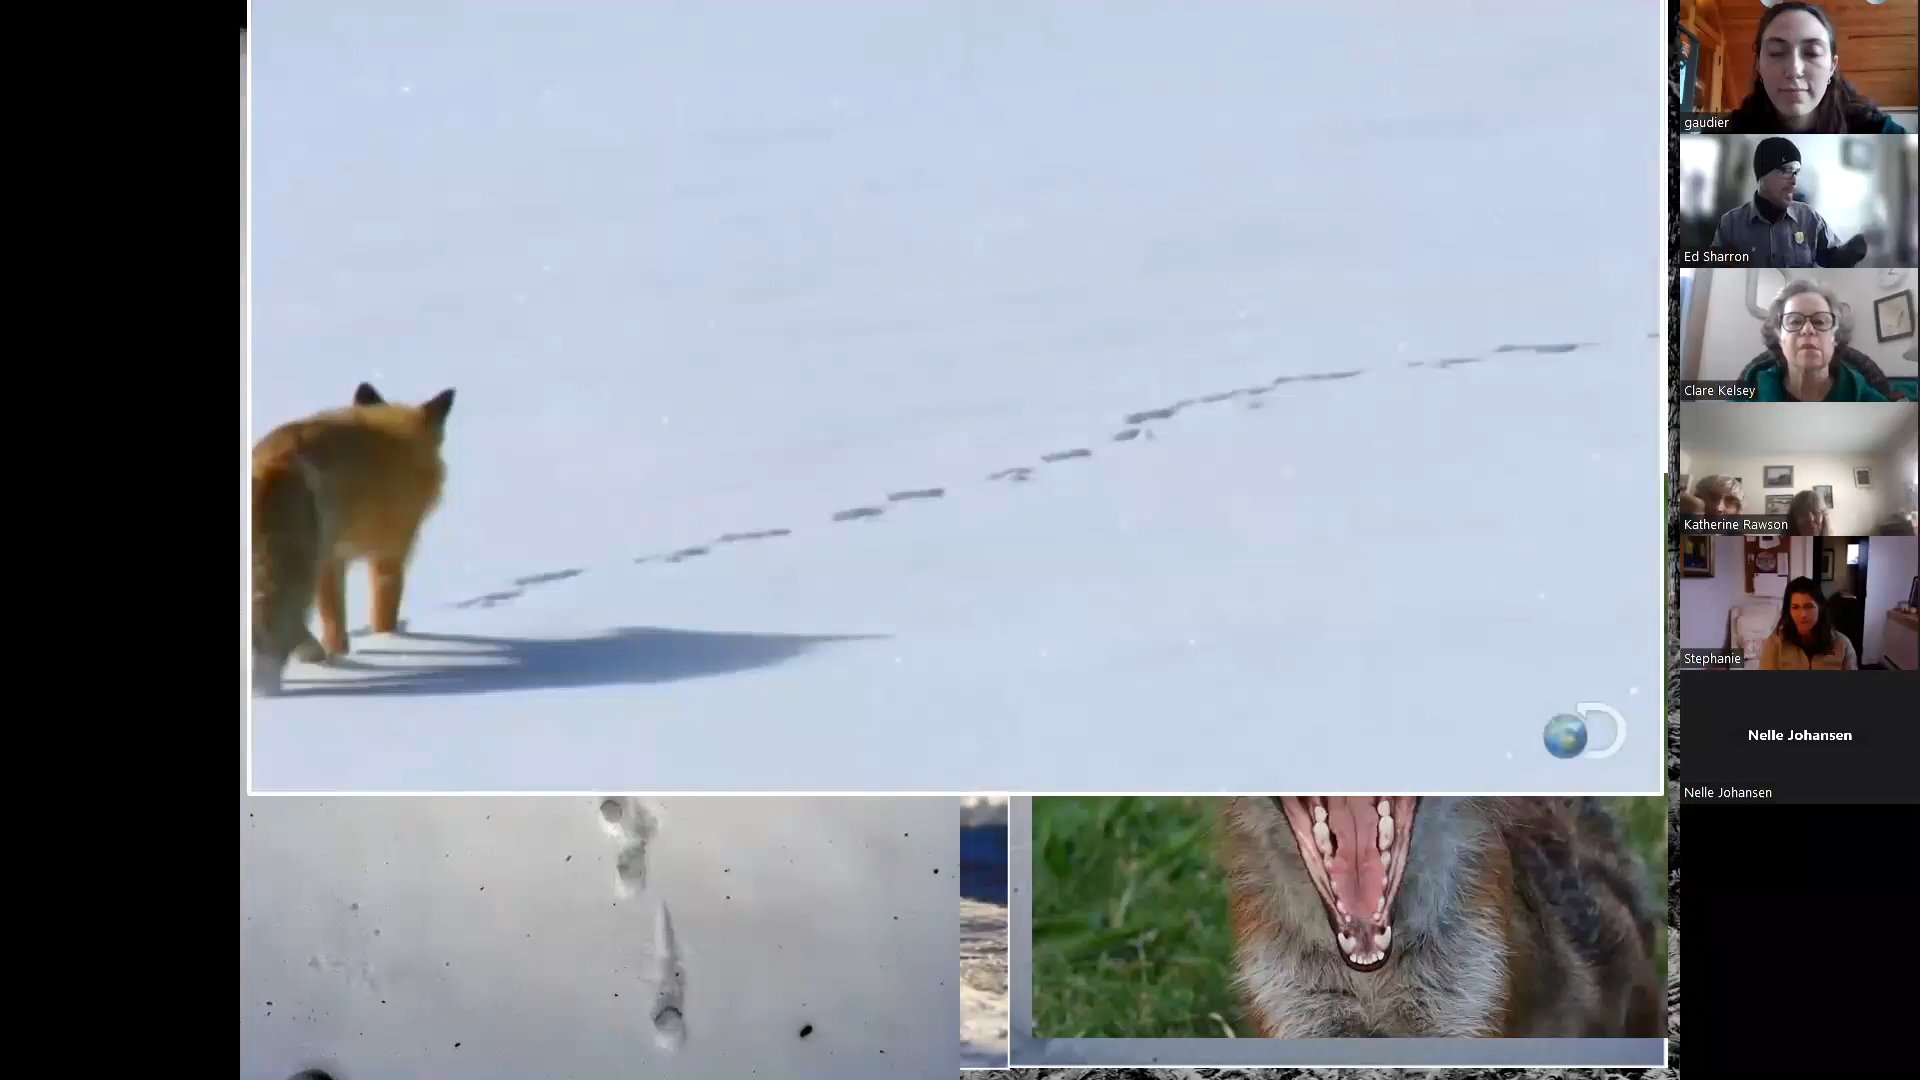 gaudier
Ed Sharron
Clare Kelsey
Katherine Rawson
Stephanie
Nelle Johansen
Nelle Johansen